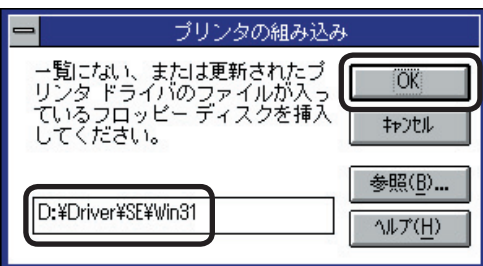 プリンタの組み込み
一覧にない、または更新されたプ
リンタ ドライバのファイルが入っ
ているフロッピー ディスクを挿入
してください。
OK
キャンセル
参照(B)...
D:¥Driver¥SE¥Win31
ヘルプ(H)